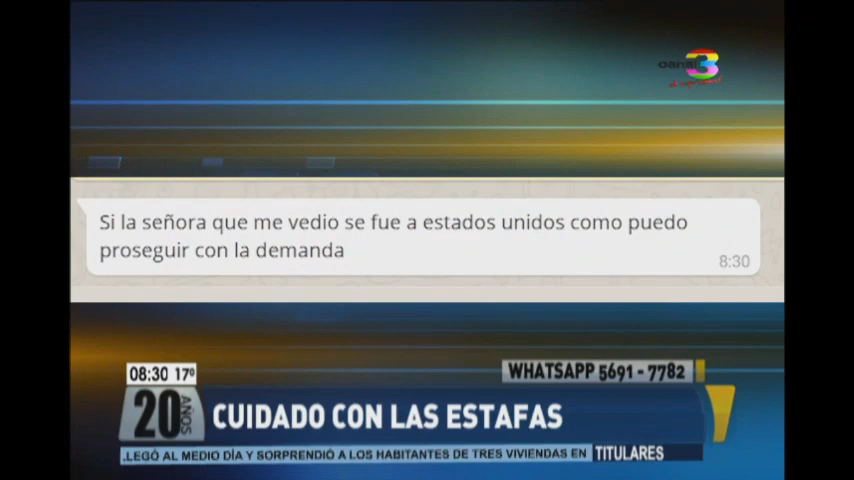 canal 3
Si la señora que me vedio se fue a estados unidos como puedo
proseguir con la demanda
8:30
08:30 17º
WHATSAPP 5691 - 7782
20 AÑOS
CUIDADO CON LAS ESTAFAS
LEGÓ AL MEDIO DÍA Y SORPRENDIÓ A LOS HABITANTES DE TRES VIVIENDAS EN
TITULARES